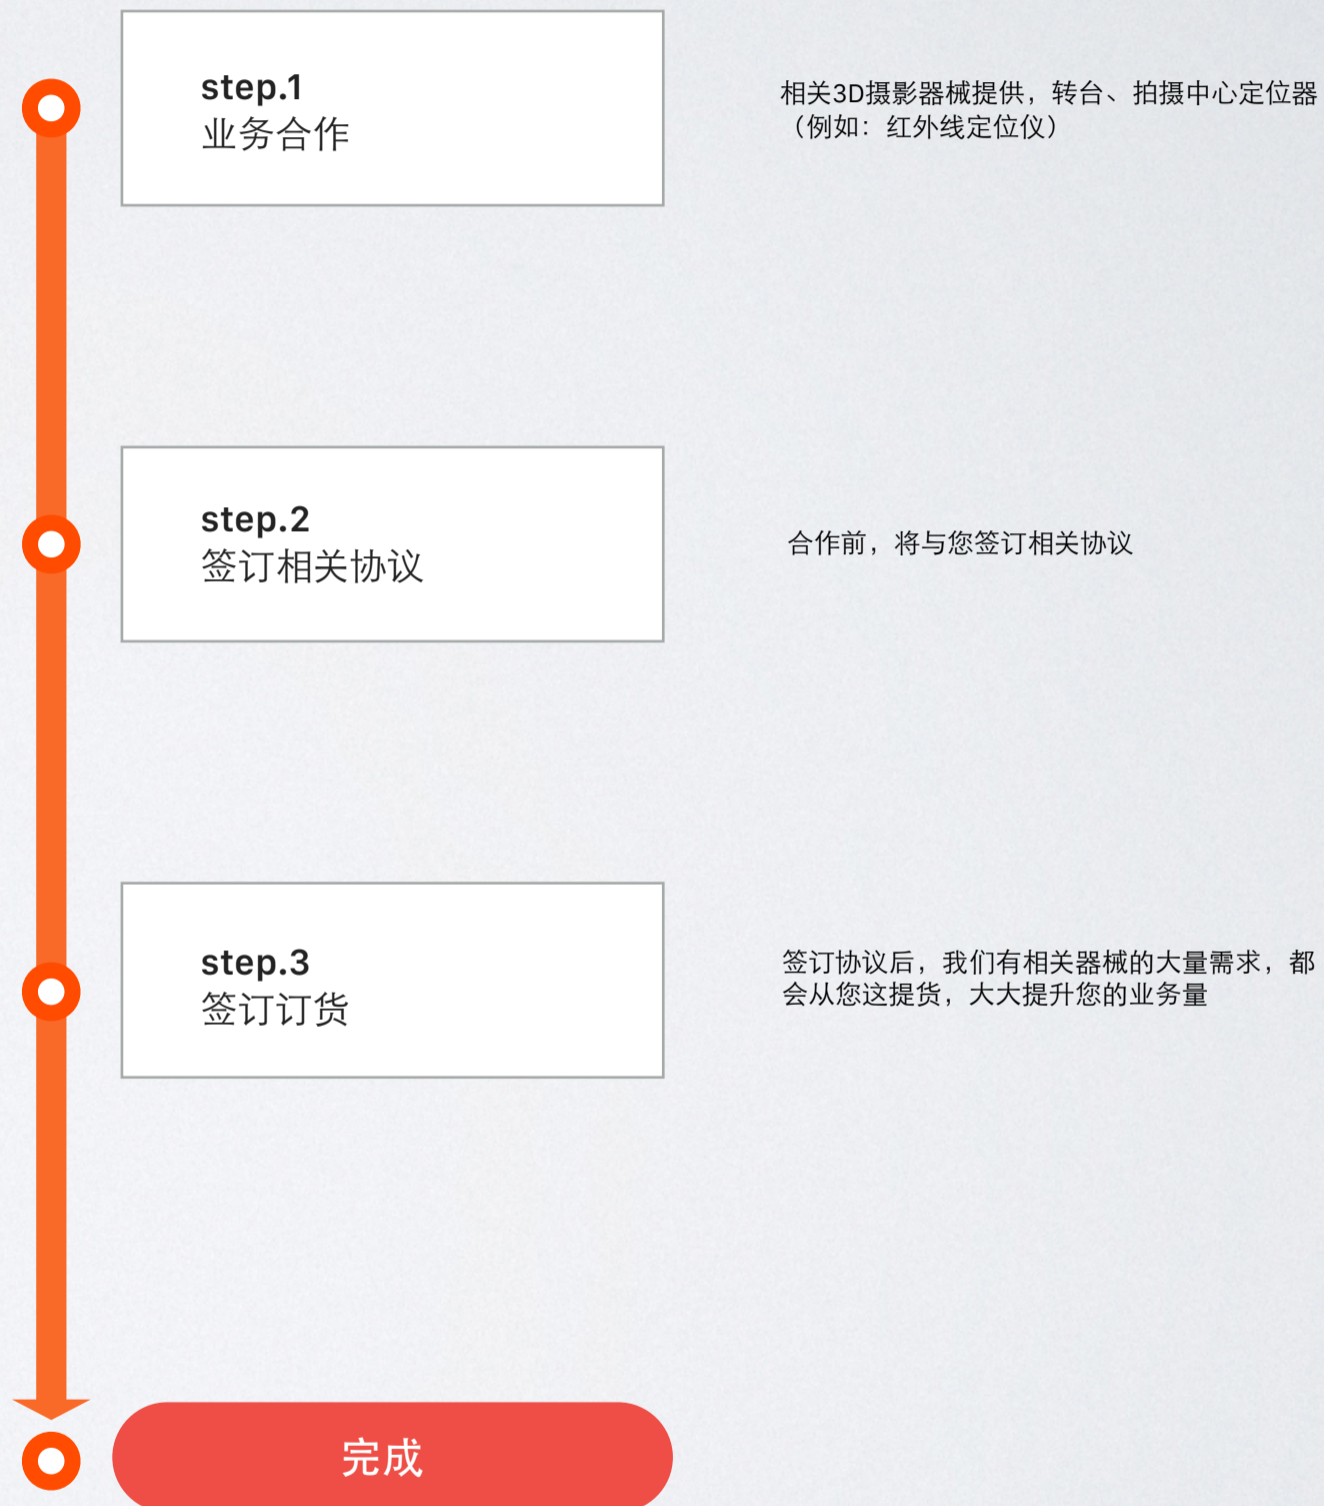 step.1
业务合作
相关3D摄影器械提供，转台、拍摄中心定位器
（例如：红外线定位仪）
step.2
签订相关协议
合作前，将与您签订相关协议
step.3
签订订货
签订协议后，我们有相关器械的大量需求，都
会从您这提货，大大提升您的业务量
完成